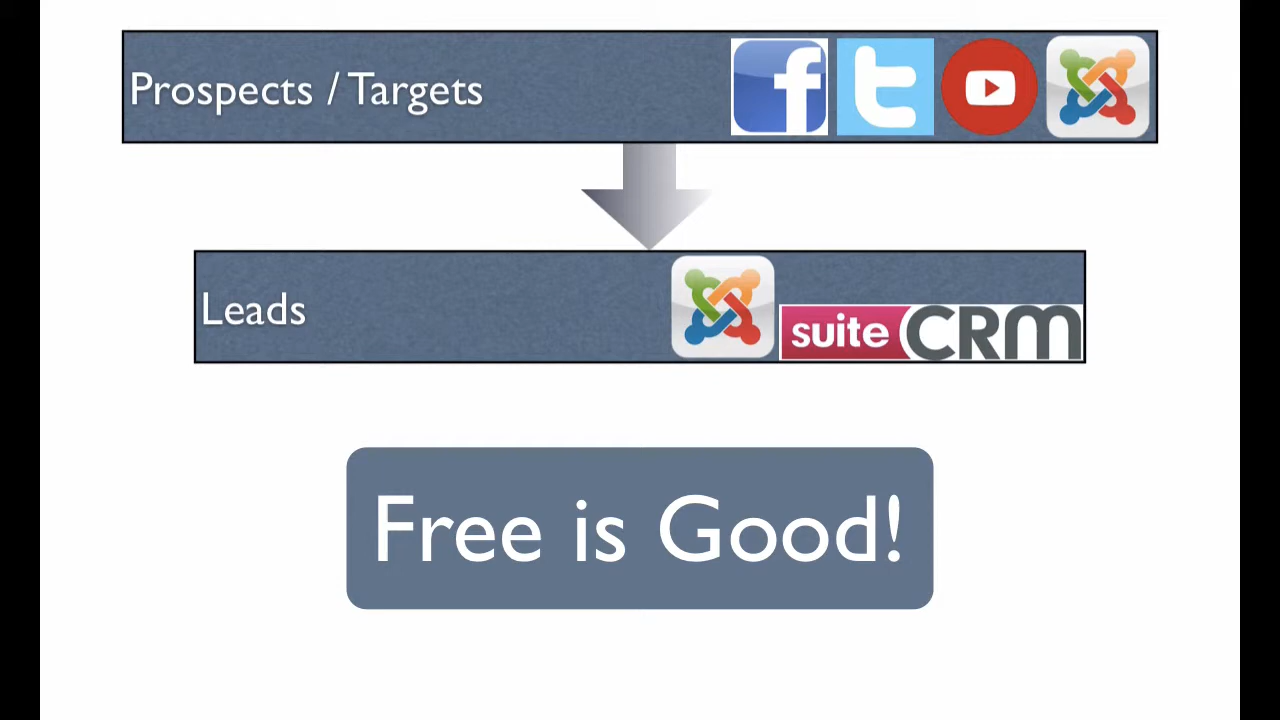 Prospects / Targets
f t
Leads
suite CRM
Free is Good!